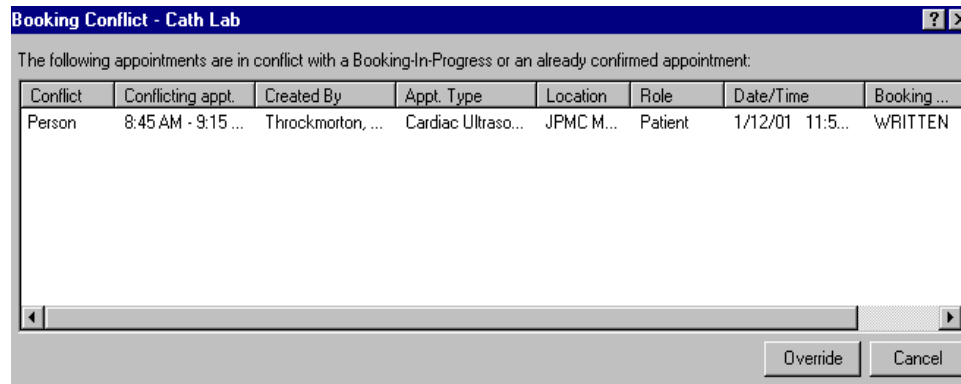 Booking Conflict - Cath Lab
The following appointments are in conflict with a Booking-In-Progress or an already confirmed appointment:
Conflict Conflicting appt. Created By Appt. Type Location Role Date/Time Booking ...
Person 8:45 AM - 9:15 ... Throckmorton, ... Cardiac Ultraso... JPMC M... Patient 1/12/01 11:5... WRITTEN
Override Cancel